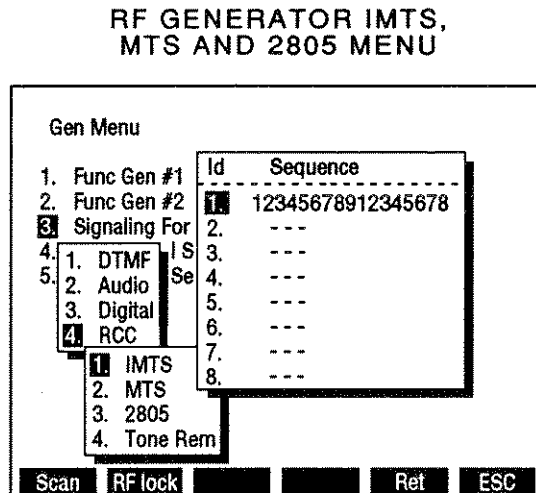 RF GENERATOR IMTS,
MTS AND 2805 MENU
Gen Menu
1. Func Gen #1
2. Func Gen #2
3. Signaling For
4. l S
5. Se
1. DTMF
2. Audio
3. Digital
4. RCC
1. IMTS
2. MTS
3. 2805
4. Tone Rem
Id Sequence
1. 12345678912345678
2. - - -
3. - - -
4. - - -
5. - - -
6. - - -
7. - - -
8. - - -
Scan RF lock Ret ESC